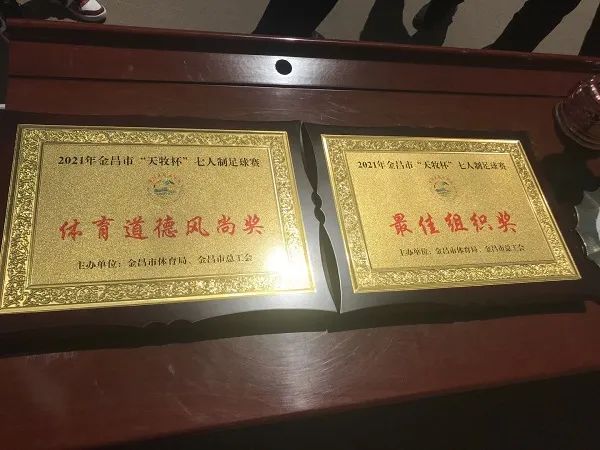 2021年金昌市“天牧杯”七人制足球赛
体育道德风尚奖
主办单位：金昌市体育局、金昌市总工会
2021年金昌市“天牧杯”七人制足球赛
最佳组织奖
主办单位：金昌市体育局、金昌市总工会